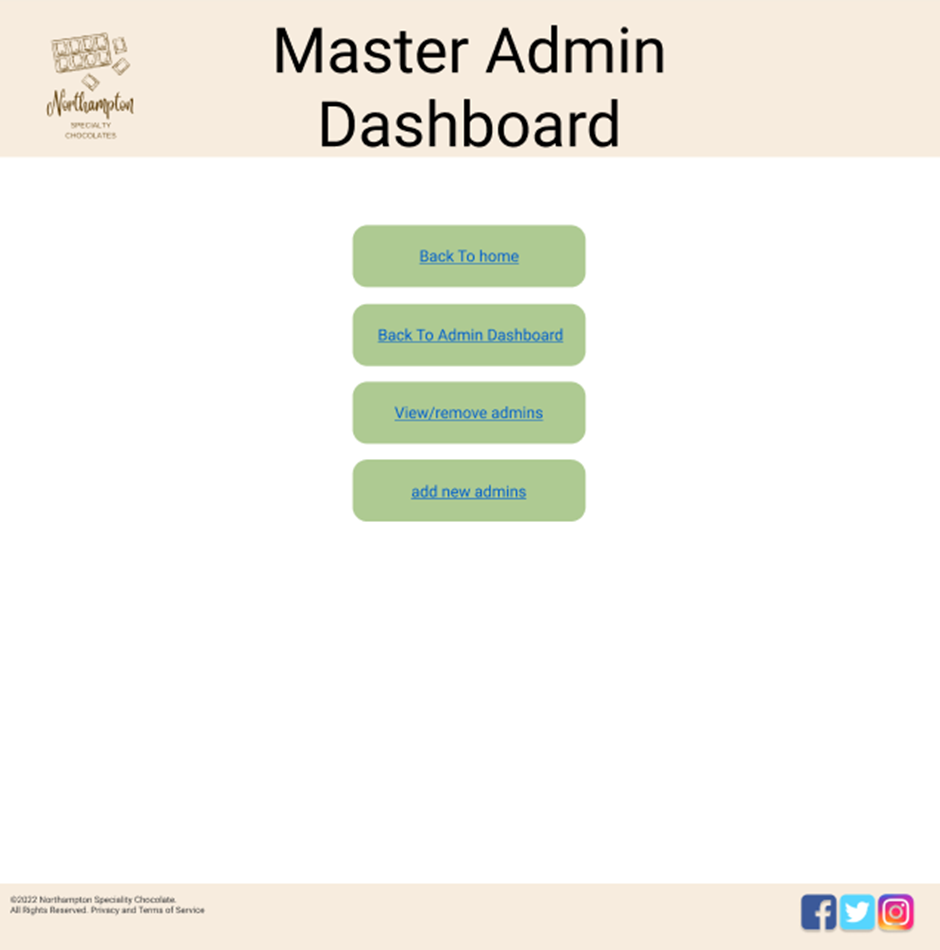 Master Admin
Dashboard
Northampton
SPECIALTY
CHOCOLATES
Back To home
Back To Admin Dashboard
View/remove admins
add new admins
©2022 Northampton Speciality Chocolate.
All Rights Reserved. Privacy and Terms of Service